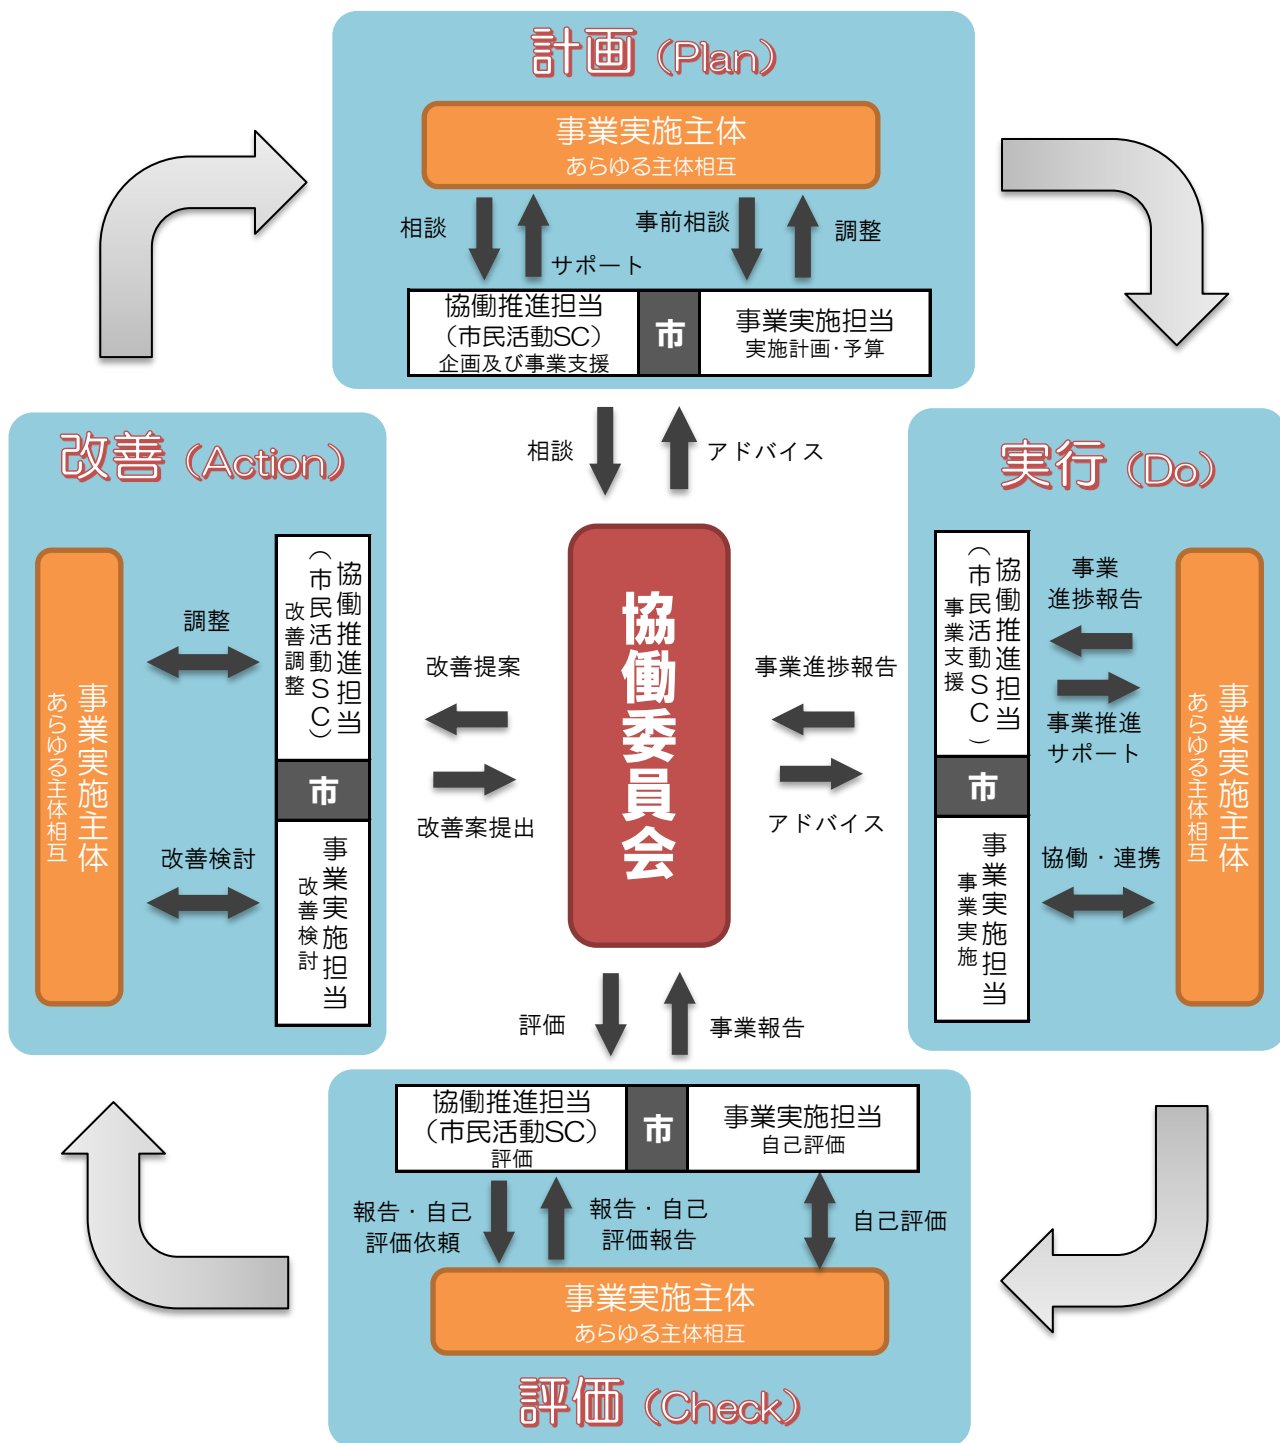 計画（Plan）
事業実施主体
あらゆる主体相互
相談
サポート
事前相談
調整
協働推進担当
（市民活動SC）
企画及び事業支援
市
事業実施担当
実施計画・予算
相談
アドバイス
改善（Action）
事業実施主体
あらゆる主体相互
調整
改善検討
協働推進担当
（市民活動ＳＣ）
改善調整
市
事業実施担当
改善検討
改善提案
改善案提出
協働委員会
事業進捗報告
アドバイス
実行（Do）
協働推進担当
（市民活動ＳＣ）
事業支援
市
事業実施担当
事業実施
事業
進捗報告
事業推進
サポート
協働・連携
事業実施主体
あらゆる主体相互
評価
事業報告
協働推進担当
（市民活動SC）
評価
市
事業実施担当
自己評価
報告・自己
評価依頼
報告・自己
評価報告
自己評価
事業実施主体
あらゆる主体相互
評価（Check）